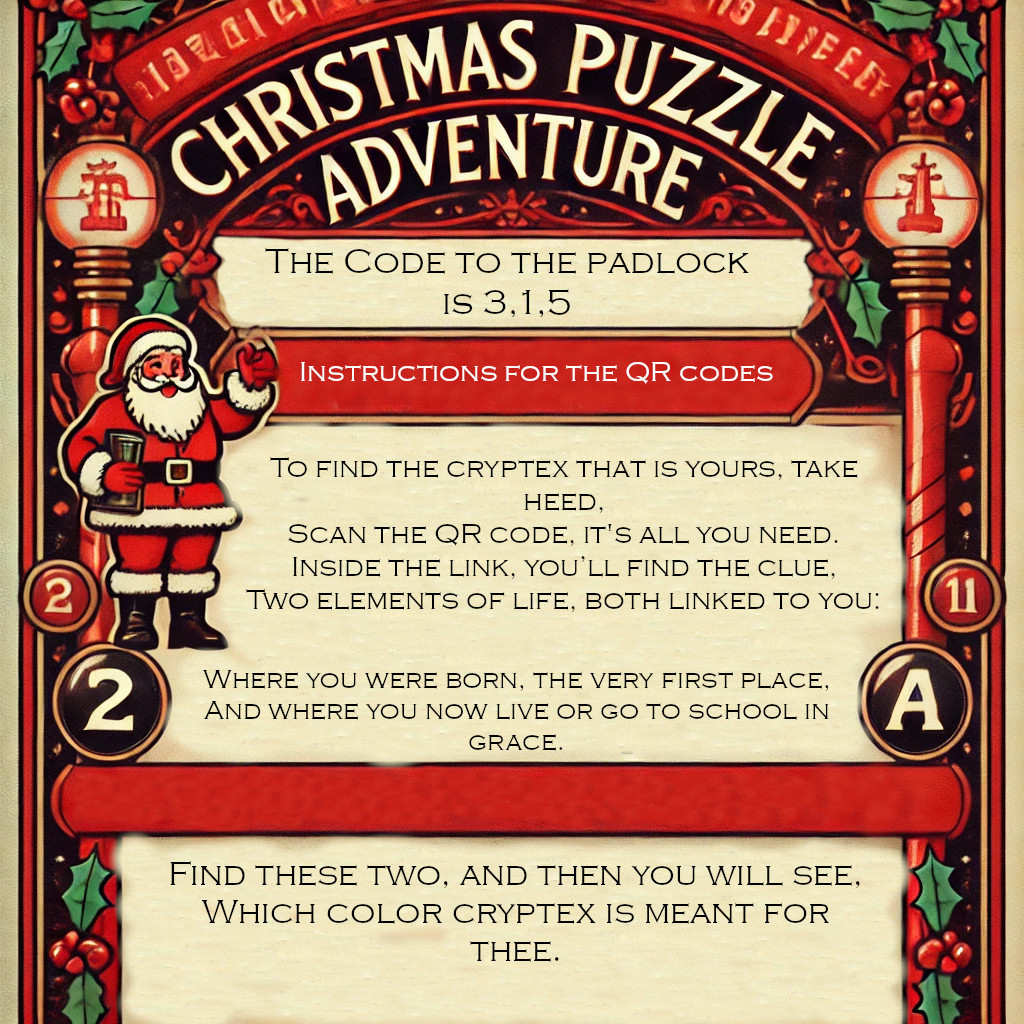 CHRISTMAS PUZZLE
ADVENTURE
THE CODE TO THE PADLOCK
IS 3,1,5
INSTRUCTIONS FOR THE QR CODES
TO FIND THE CRYPTEX THAT IS YOURS, TAKE
HEED,
SCAN THE QR CODE, IT'S ALL YOU NEED.
INSIDE THE LINK, YOU'LL FIND THE CLUE,
TWO ELEMENTS OF LIFE, BOTH LINKED TO YOU:
2
11
WHERE YOU WERE BORN, THE VERY FIRST PLACE,
AND WHERE YOU NOW LIVE OR GO TO SCHOOL IN
GRACE.
2
A
FIND THESE TWO, AND THEN YOU WILL SEE,
WHICH COLOR CRYPTEX IS MEANT FOR
THEE.